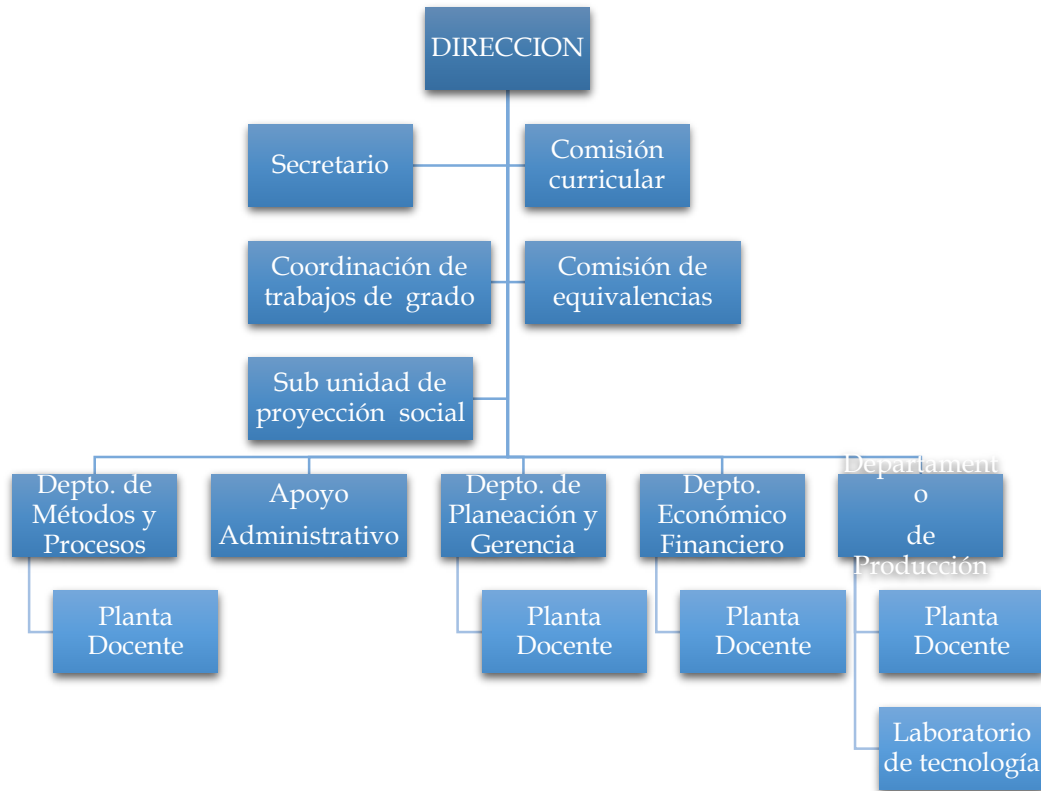 DIRECCION
Secretario
Comisión
curricular
Coordinación de
trabajos de grado
Comisión de
equivalencias
Sub unidad de
proyección social
Depto. de
Métodos y
Procesos
Apoyo
Administrativo
Depto. de
Planeación y
Gerencia
Depto.
Económico
Financiero
Departament
o
de
Producción
Planta
Docente
Planta
Docente
Planta
Docente
Planta
Docente
Laboratorio
de tecnología